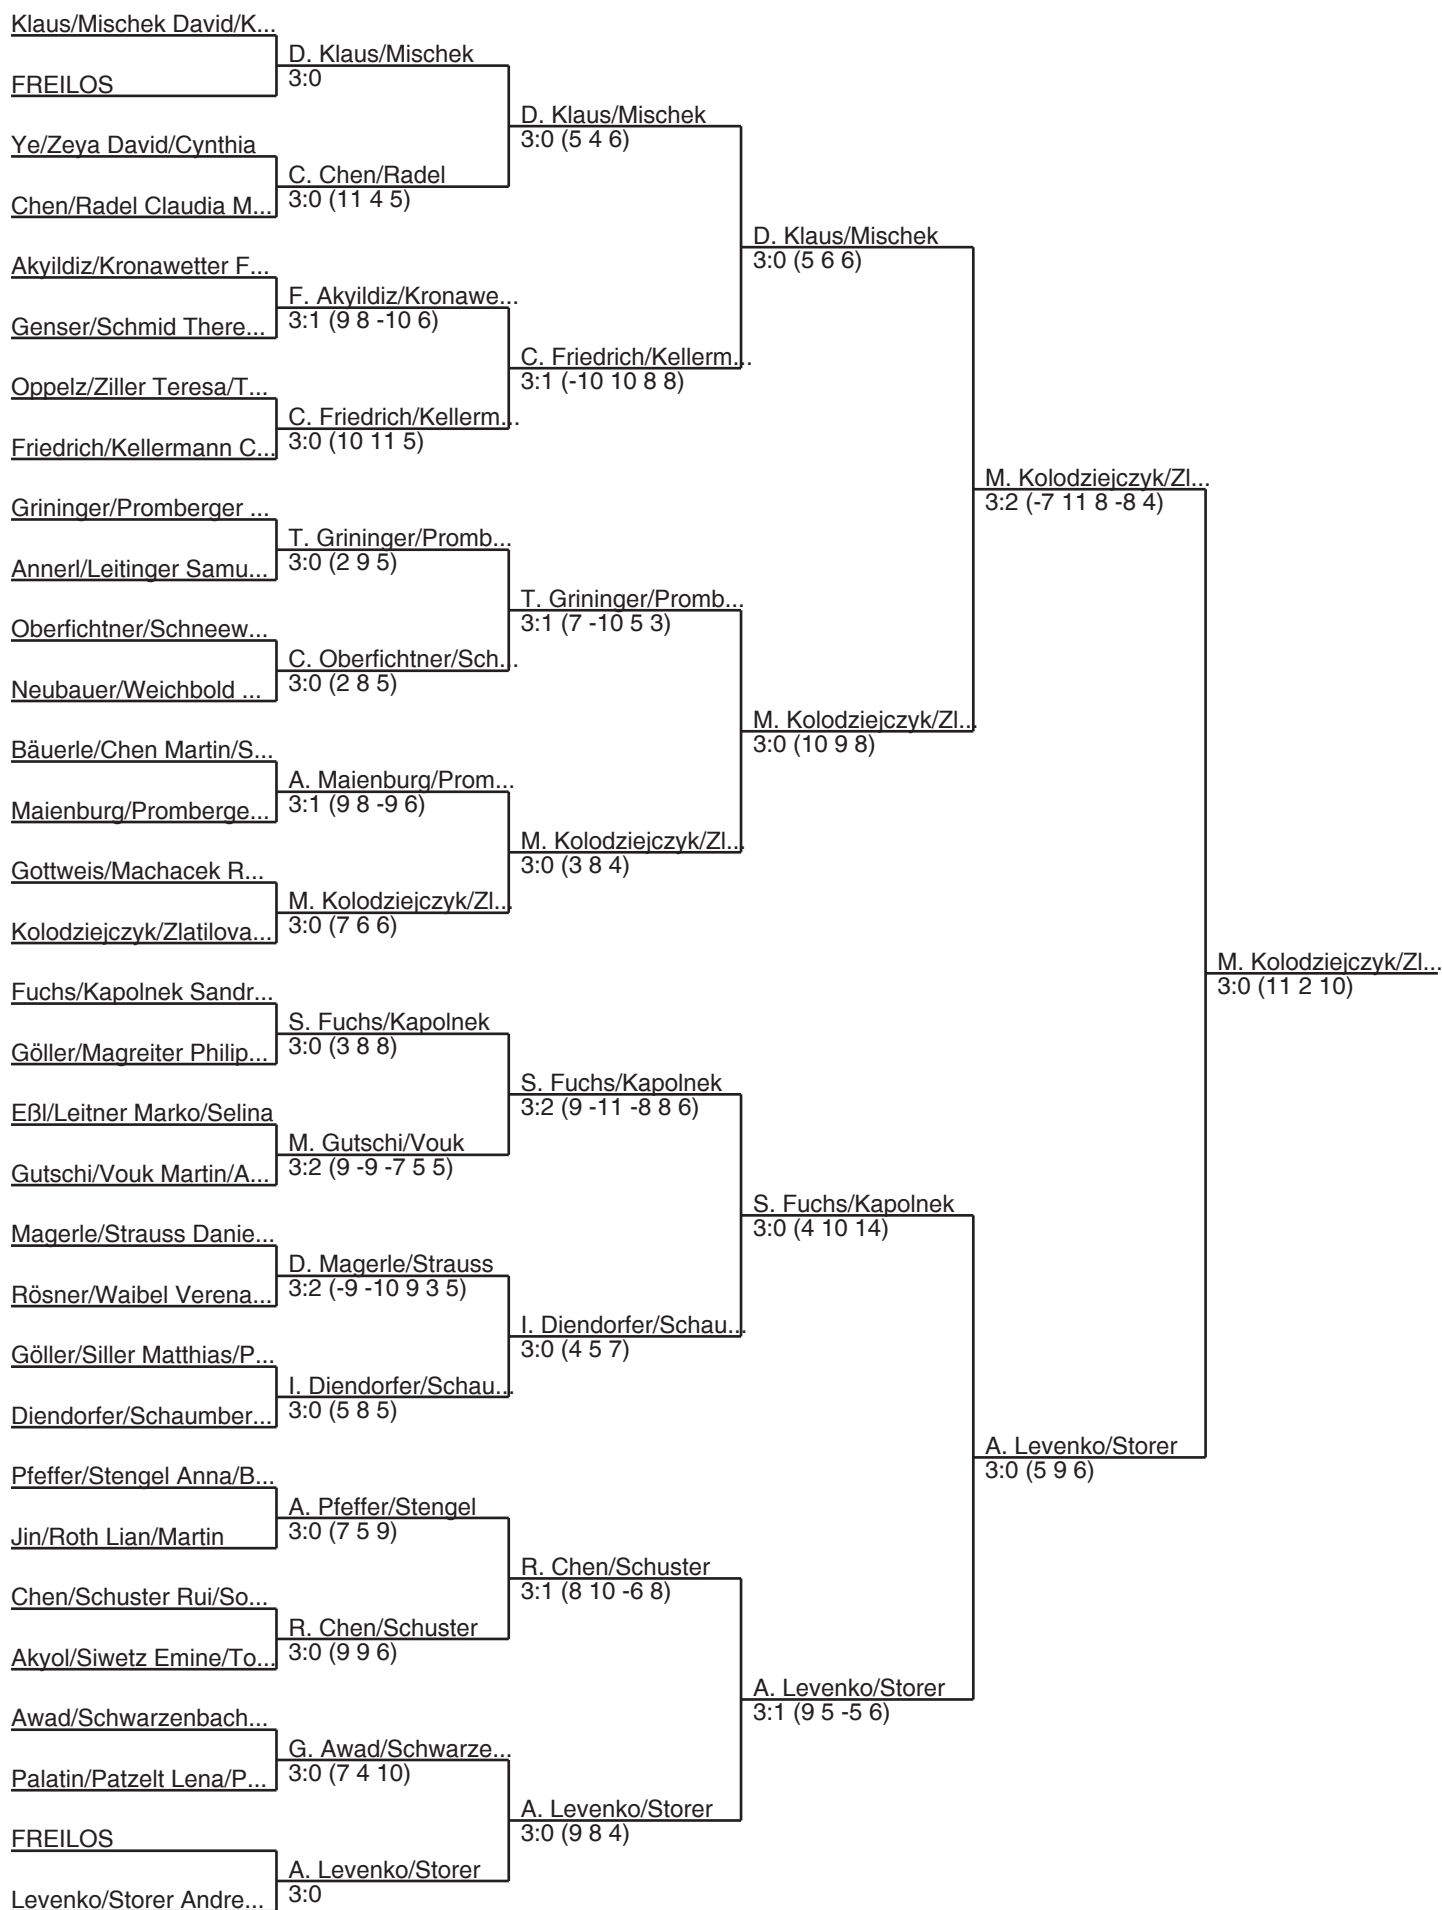 Klaus/Mischek David/K...
FREILOS
Ye/Zeya David/Cynthia
Chen/Radel Claudia M...
Akyildiz/Kronawetter F...
Genser/Schmid There...
Oppelz/Ziller Teresa/T...
Friedrich/Kellermann C...
Grininger/Promberger ...
Annerl/Leitinger Samu...
Oberfichtner/Schneew...
Neubauer/Weichbold ...
Bäuerle/Chen Martin/S...
Maienburg/Promberge...
Gottweis/Machacek R...
Kolodziejczyk/Zlatilova...
Fuchs/Kapolnek Sandr...
Göller/Magreiter Philip...
Eßl/Leitner Marko/Selina
Gutschi/Vouk Martin/A...
Magerle/Strauss Danie...
Rösner/Waibel Verena...
Göller/Siller Matthias/P...
Diendorfer/Schaumber...
Pfeffer/Stengel Anna/B...
Jin/Roth Lian/Martin
Chen/Schuster Rui/So...
Akyol/Siwetz Emine/To...
Awad/Schwarzenbach...
Palatin/Patzelt Lena/P...
FREILOS
Levenko/Storer Andre...
D. Klaus/Mischek
3:0
C. Chen/Radel
3:0 (11 4 5)
F. Akyildiz/Kronawe...
3:1 (9 8 -10 6)
C. Friedrich/Kellerm...
3:0 (10 11 5)
T. Grininger/Promb...
3:0 (2 9 5)
C. Oberfichtner/Sch...
3:0 (2 8 5)
A. Maienburg/Prom...
3:1 (9 8 -9 6)
M. Kolodziejczyk/Zl...
3:0 (7 6 6)
S. Fuchs/Kapolnek
3:0 (3 8 8)
M. Gutschi/Vouk
3:2 (9 -9 -7 5 5)
D. Magerle/Strauss
3:2 (-9 -10 9 3 5)
I. Diendorfer/Schau...
3:0 (5 8 5)
A. Pfeffer/Stengel
3:0 (7 5 9)
R. Chen/Schuster
3:0 (9 9 6)
G. Awad/Schwarze...
3:0 (7 4 10)
A. Levenko/Storer
3:0
D. Klaus/Mischek
3:0 (5 4 6)
C. Friedrich/Kellerm...
3:1 (-10 10 8 8)
T. Grininger/Promb...
3:1 (7 -10 5 3)
M. Kolodziejczyk/Zl...
3:0 (3 8 4)
S. Fuchs/Kapolnek
3:2 (9 -11 -8 8 6)
I. Diendorfer/Schau...
3:0 (4 5 7)
R. Chen/Schuster
3:1 (8 10 -6 8)
A. Levenko/Storer
3:0 (9 8 4)
D. Klaus/Mischek
3:0 (5 6 6)
M. Kolodziejczyk/Zl...
3:0 (10 9 8)
S. Fuchs/Kapolnek
3:0 (4 10 14)
A. Levenko/Storer
3:1 (9 5 -5 6)
M. Kolodziejczyk/Zl...
3:2 (-7 11 8 -8 4)
A. Levenko/Storer
3:0 (5 9 6)
M. Kolodziejczyk/Zl...
3:0 (11 2 10)